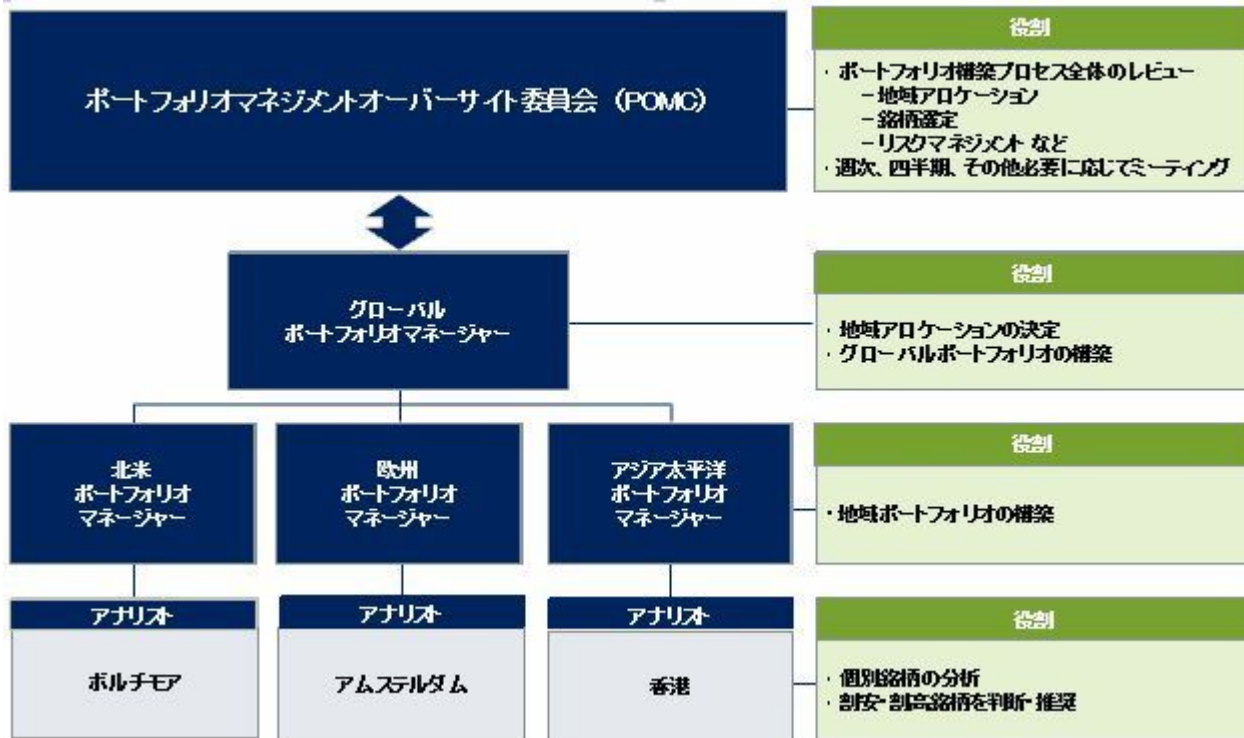 ポートフォリオマネジメントオーバーサイト委員会（POMC）
役割
・ポートフォリオ構築プロセス全体のレビュー
－地域アロケーション
－銘柄選定
－リスクマネジメント など
・週次、四半期、その他必要に応じてミーティング
グローバル
ポートフォリオマネージャー
役割
・地域アロケーションの決定
・グローバルポートフォリオの構築
北米
ポートフォリオ
マネージャー
欧州
ポートフォリオ
マネージャー
アジア太平洋
ポートフォリオ
マネージャー
役割
・地域ポートフォリオの構築
アナリスト
ボルチモア
アナリスト
アムステルダム
アナリスト
香港
役割
・個別銘柄の分析
・割安・割高銘柄を判断・推奨